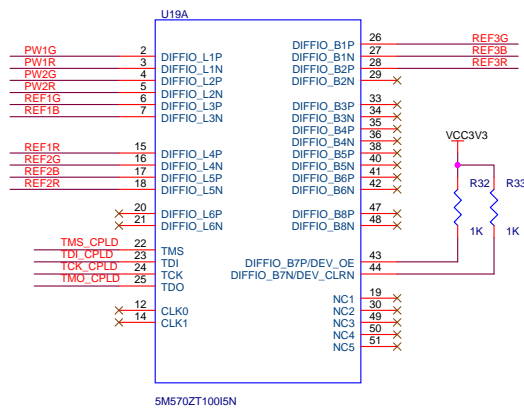 U19A
PW1G 2 DIFFIO_L1P
PW1R 3 DIFFIO_L1N
PW2G 4 DIFFIO_L2P
PW2R 5 DIFFIO_L2N
REF1G 6 DIFFIO_L3P
REF1B 7 DIFFIO_L3N
REF1R 15 DIFFIO_L4P
REF2G 16 DIFFIO_L4N
REF2B 17 DIFFIO_L5P
REF2R 18 DIFFIO_L5N
20 DIFFIO_L6P
21 DIFFIO_L6N
TMS_CPLD 22 TMS
TDI_CPLD 23 TDI
TCK_CPLD 24 TCK
TMO_CPLD 25 TDO
12 CLK0
14 CLK1
DIFFIO_B1P 26 REF3G
DIFFIO_B1N 27 REF3B
DIFFIO_B2P 28 REF3R
DIFFIO_B2N 29
DIFFIO_B3P 33
DIFFIO_B3N 34
DIFFIO_B4P 35
DIFFIO_B4N 36
DIFFIO_B5P 38
DIFFIO_B5N 40
DIFFIO_B6P 41
DIFFIO_B6N 42
DIFFIO_B8P 47
DIFFIO_B8N 48
DIFFIO_B7P/DEV_OE 43
DIFFIO_B7N/DEV_CLRN 44
NC1 19
NC2 30
NC3 49
NC4 50
NC5 51
VCC3V3
R32 R33
1K 1K
5M570ZT100I5N